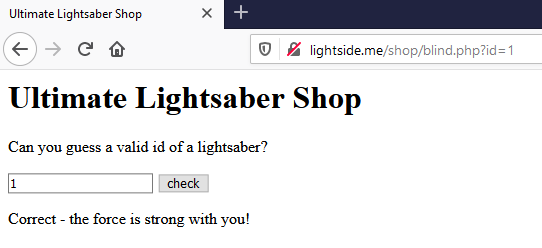 Ultimate Lightsaber Shop
lightside.me/shop/blind.php?id=1
Ultimate Lightsaber Shop
Can you guess a valid id of a lightsaber?
1 check
Correct - the force is strong with you!